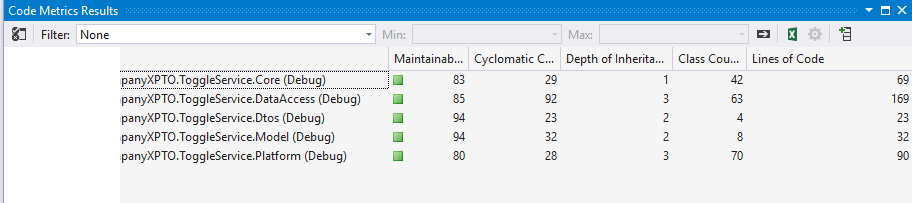 Code Metrics Results
Filter: None Min: Max:
Maintainab... Cyclomatic C... Depth of Inherita... Class Cou... Lines of Code
panyXPTO.ToggleService.Core (Debug) 83 29 1 42 69
panyXPTO.ToggleService.DataAccess (Debug) 85 92 3 63 169
panyXPTO.ToggleService.Dtos (Debug) 94 23 2 4 23
panyXPTO.ToggleService.Model (Debug) 94 32 2 8 32
panyXPTO.ToggleService.Platform (Debug) 80 28 3 70 90